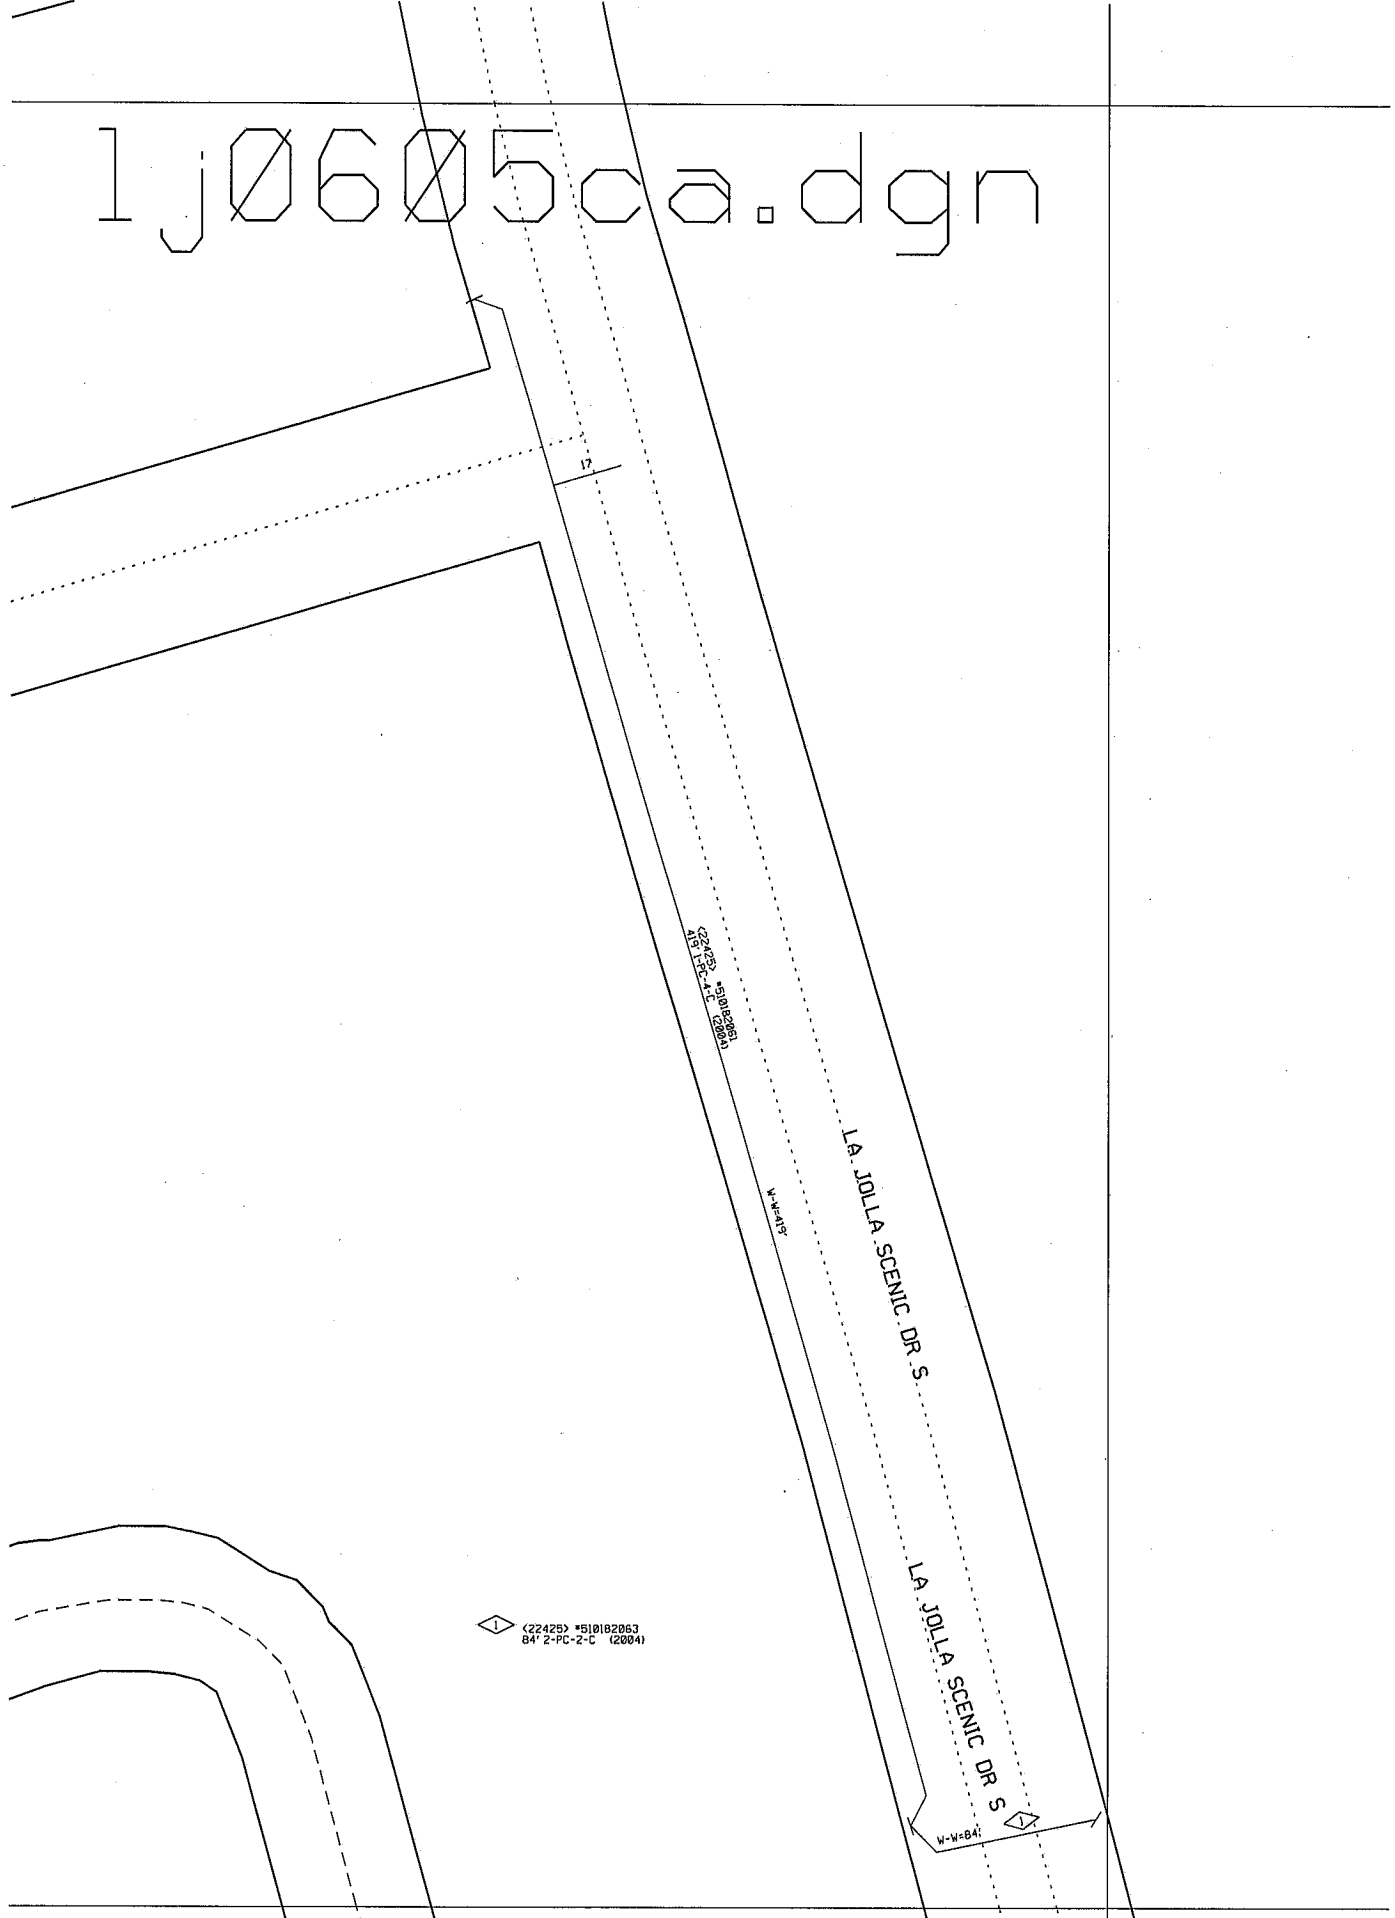 lj0605ca.dgn
17
<22425> *510182061
419' 1-PC-4-C (2004)
LA JOLLA SCENIC DR S
W-W=419'
LA JOLLA SCENIC DR S
1
<22425> *510182063
84' 2-PC-2-C (2004)
1
W-W=84'